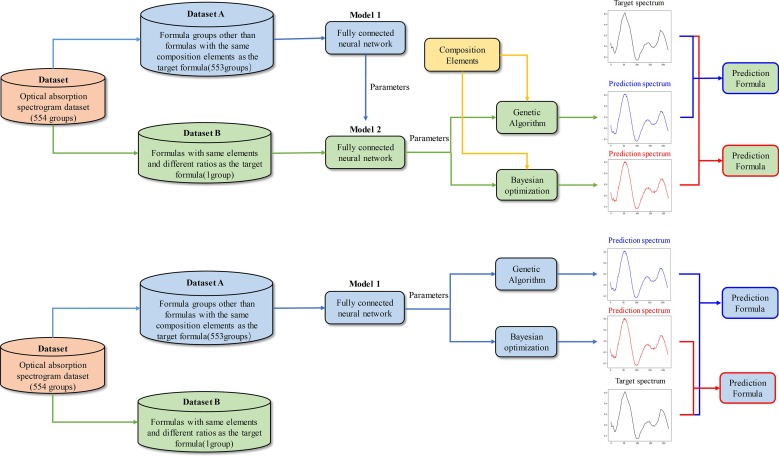 Dataset A
Formula groups other than
formulas with the same
composition elements as the
target formula(553groups)
Model 1
Fully connected
neural network
Target spectrum
Dataset
Optical absorption
spectrogram dataset
(554 groups)
Parameters
Composition
Elements
Prediction spectrum
Prediction
Formula
Dataset B
Formulas with same elements
and different ratios as the target
formula(1group)
Model 2
Fully connected
neural network
Parameters
Genetic
Algorithm
Bayesian
optimization
Prediction spectrum
Prediction
Formula
Dataset A
Formula groups other than
formulas with the same
composition elements as the
target formula(553groups)
Model 1
Fully connected
neural network
Parameters
Genetic
Algorithm
Bayesian
optimization
Prediction spectrum
Prediction
Formula
Prediction spectrum
Dataset
Optical absorption
spectrogram dataset
(554 groups)
Dataset B
Formulas with same elements
and different ratios as the target
formula(1group)
Target spectrum
Prediction
Formula